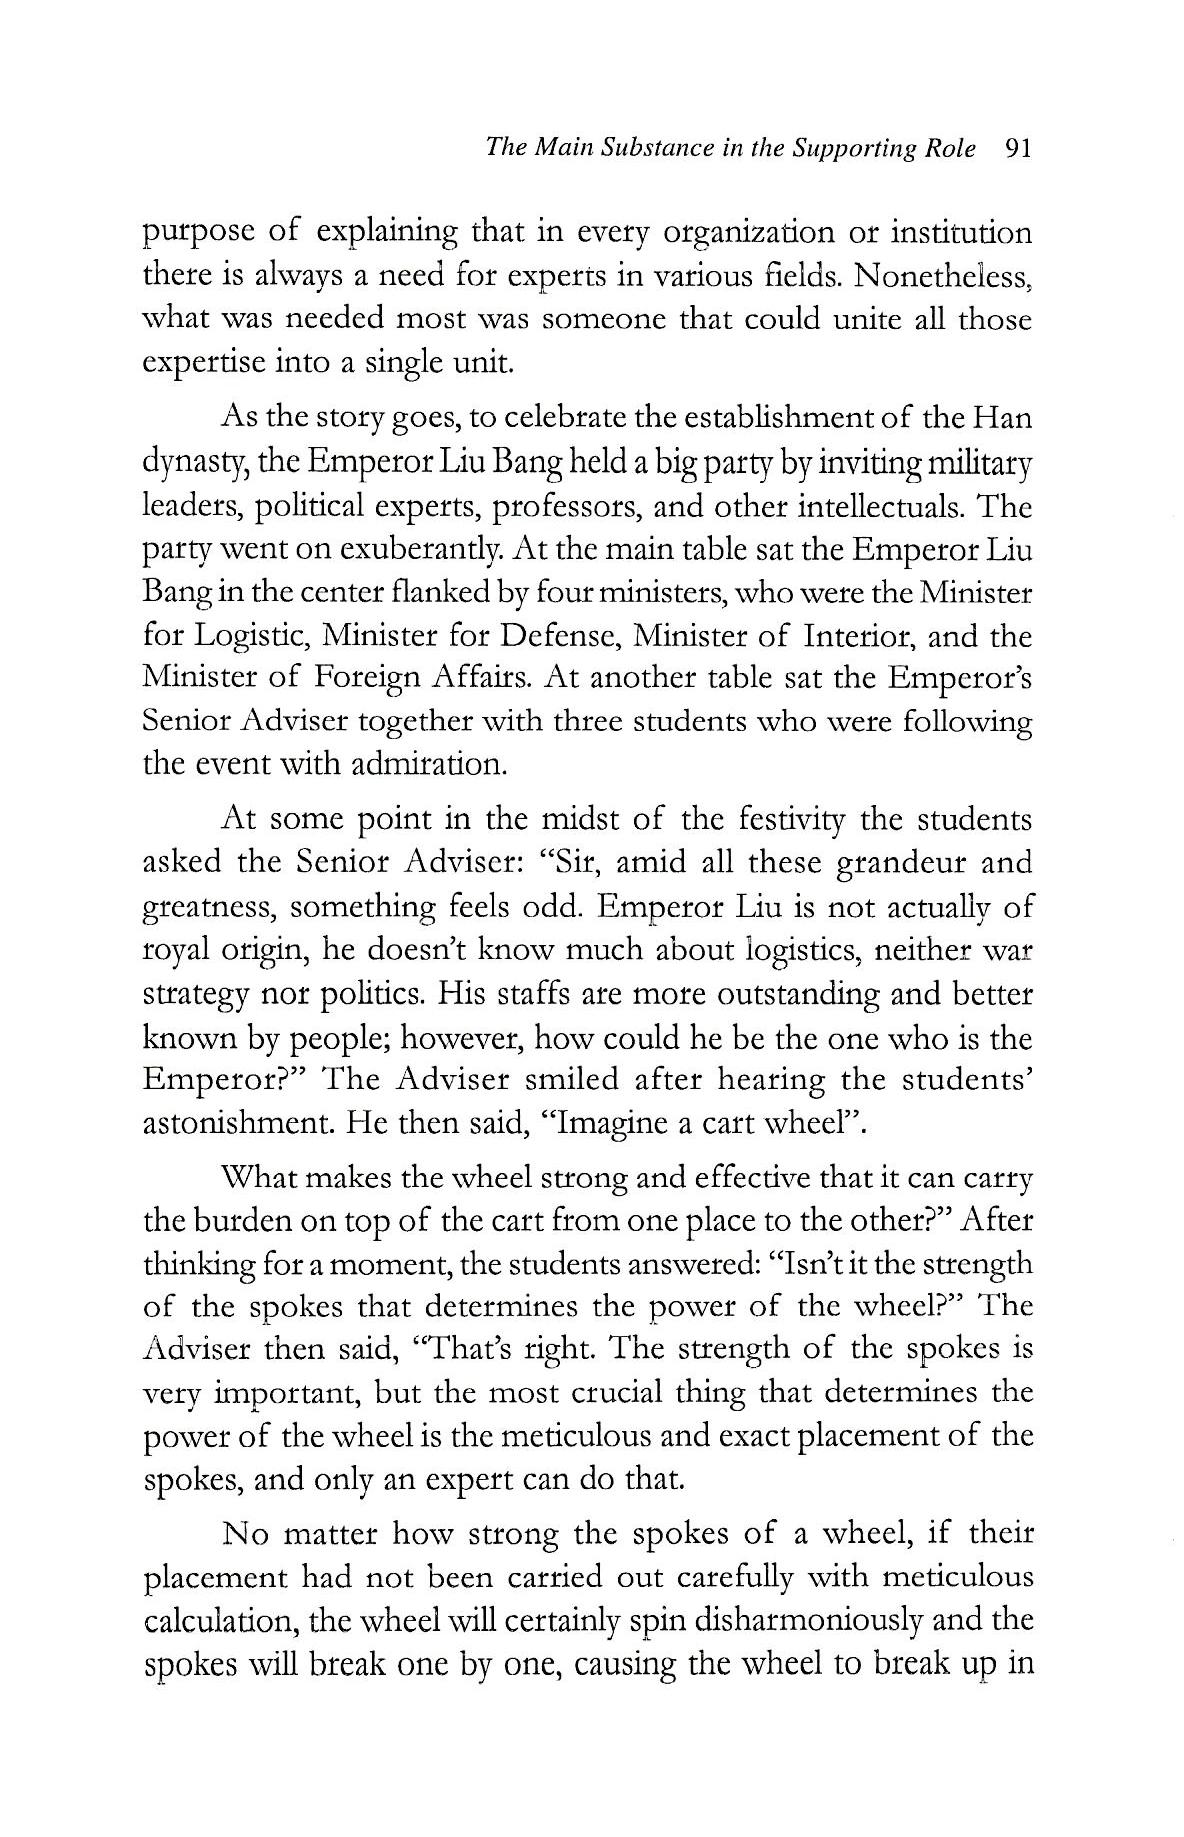 The Main Substance in the Supporting Role 91
purpose of explaining that in every organization or institution
there is always a need for experts in various fields. Nonetheless,
what was needed most was someone that could unite all those
expertise into a single unit.
As the story goes, to celebrate the establishment of the Han
dynasty, the Emperor Liu Bang held a big party by inviting military
leaders, political experts, professors, and other intellectuals. The
party went on exuberantly. At the main table sat the Emperor Liu
Bang in the center flanked by four ministers, who were the Minister
for Logistic, Minister for Defense, Minister of Interior, and the
Minister of Foreign Affairs. At another table sat the Emperor's
Senior Adviser together with three students who were following
the event with admiration.
At some point in the midst of the festivity the students
asked the Senior Adviser: “Sir, amid all these grandeur and
greatness, something feels odd. Emperor Liu is not actually of
royal origin, he doesn't know much about logistics, neither war
strategy nor politics. His staffs are more outstanding and better
known by people; however, how could he be the one who is the
Emperor?” The Adviser smiled after hearing the students'
astonishment. He then said, “Imagine a cart wheel”.
What makes the wheel strong and effective that it can carry
the burden on top of the cart from one place to the other?” After
thinking for a moment, the students answered: “Isn't it the strength
of the spokes that determines the power of the wheel?” The
Adviser then said, “That's right. The strength of the spokes is
very important, but the most crucial thing that determines the
power of the wheel is the meticulous and exact placement of the
spokes, and only an expert can do that.
No matter how strong the spokes of a wheel, if their
placement had not been carried out carefully with meticulous
calculation, the wheel will certainly spin disharmoniously and the
spokes will break one by one, causing the wheel to break up in